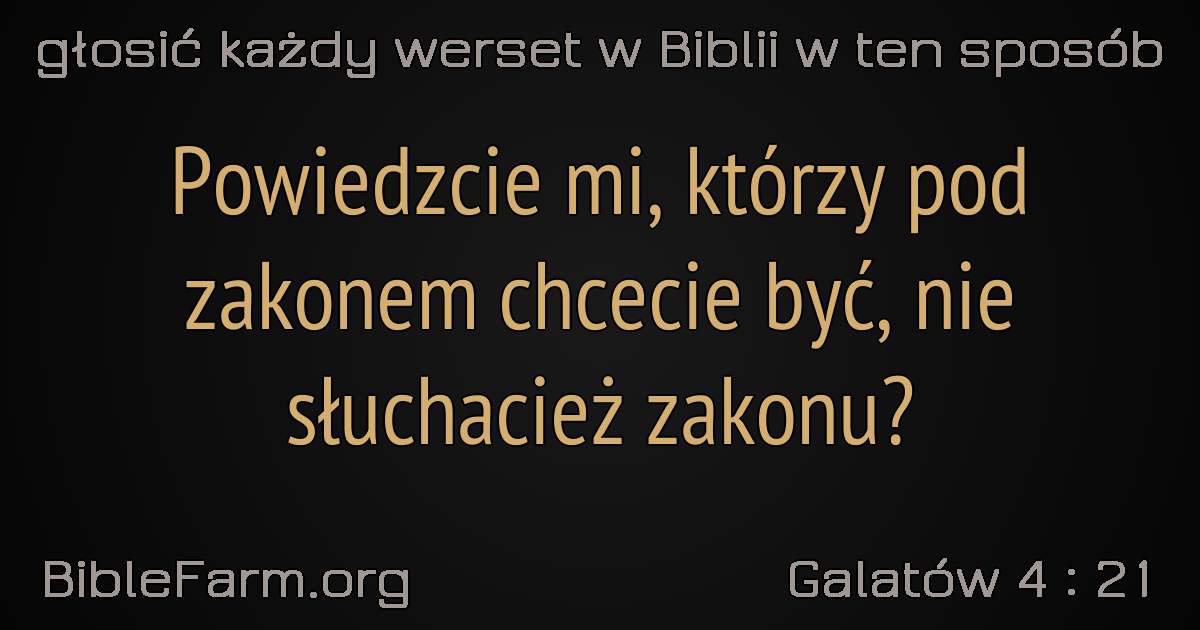 głosić każdy werset w Biblii w ten sposób
Powiedzcie mi, którzy pod
zakonem chcecie być, nie
słuchacież zakonu?
BibleFarm.org
Galatów 4 : 21